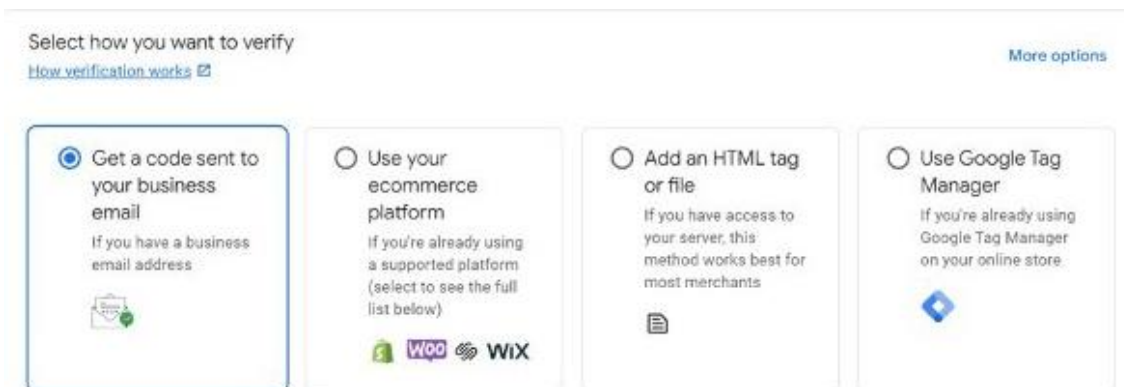 Select how you want to verify
How verification works
More options
Get a code sent to
your business
email
If you have a business
email address
Use your
ecommerce
platform
If you're already using
a supported platform
(select to see the full
list below)
Woo
WiX
Add an HTML tag
or file
If you have access to
your server, this
method works best for
most merchants
Use Google Tag
Manager
If you're already using
Google Tag Manager
on your online store